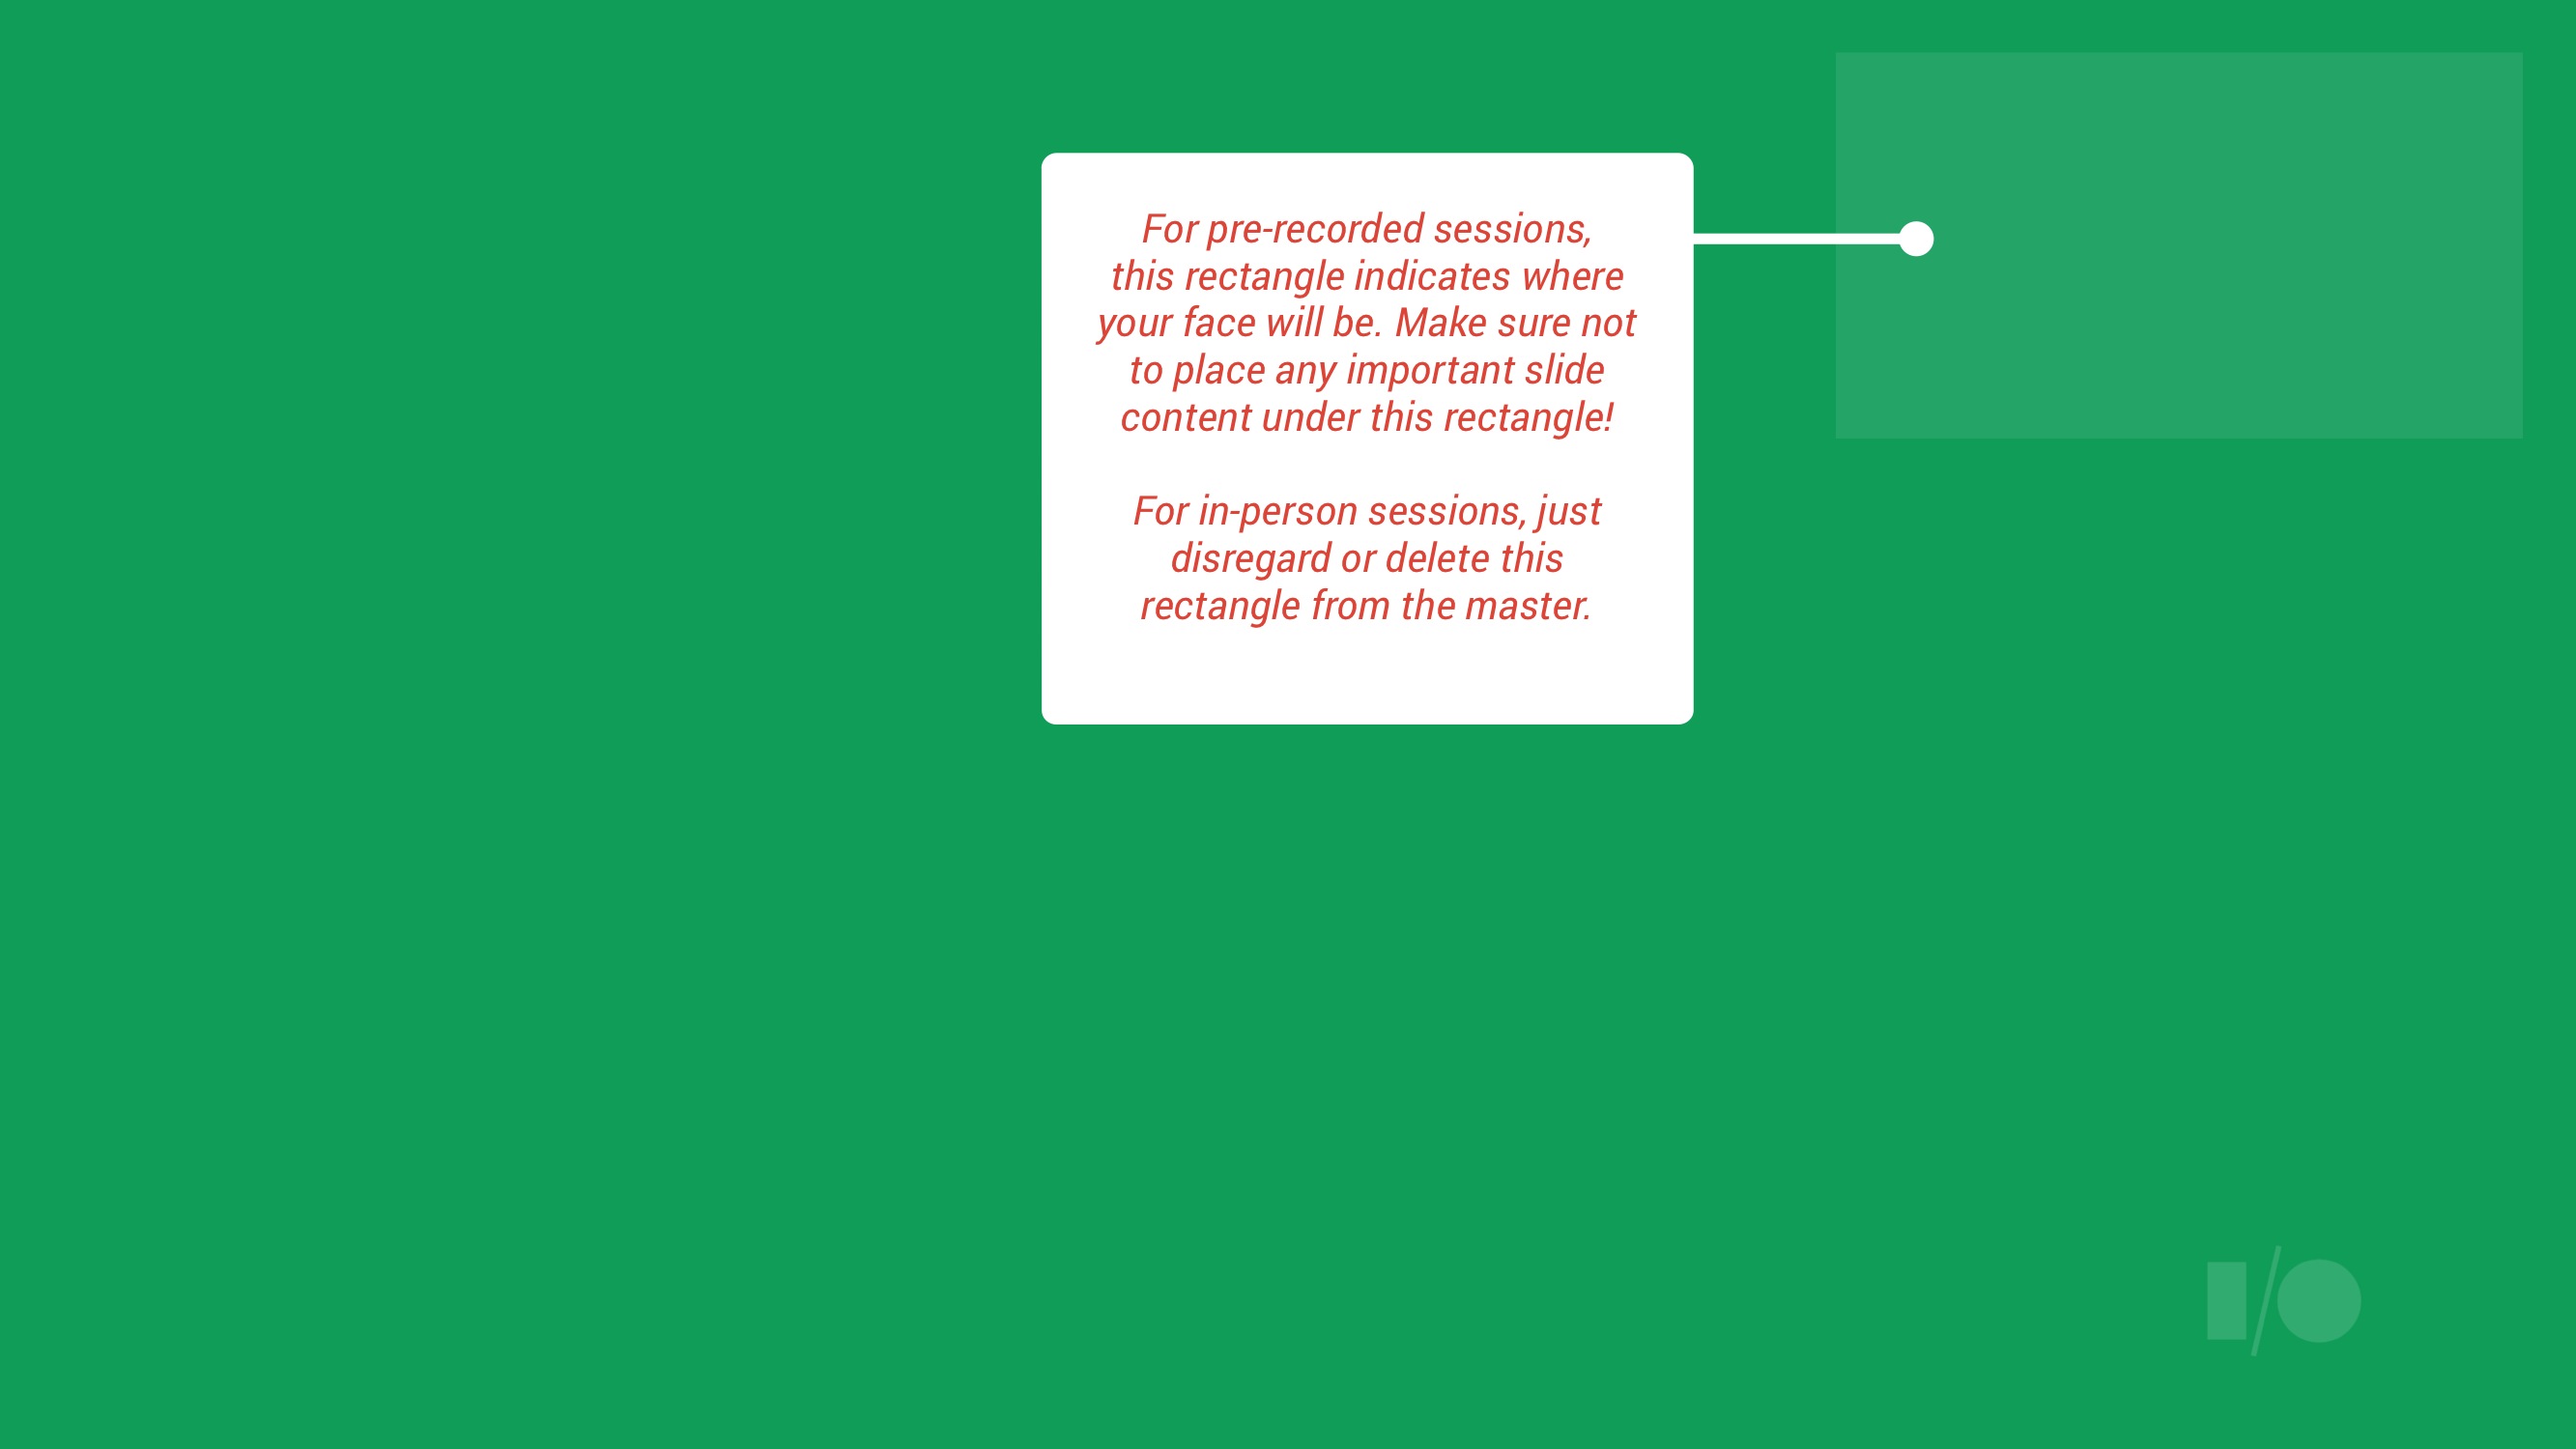 For pre-recorded sessions,
this rectangle indicates where
your face will be. Make sure not
to place any important slide
content under this rectangle!
For in-person sessions, just
disregard or delete this
rectangle from the master.
I/O